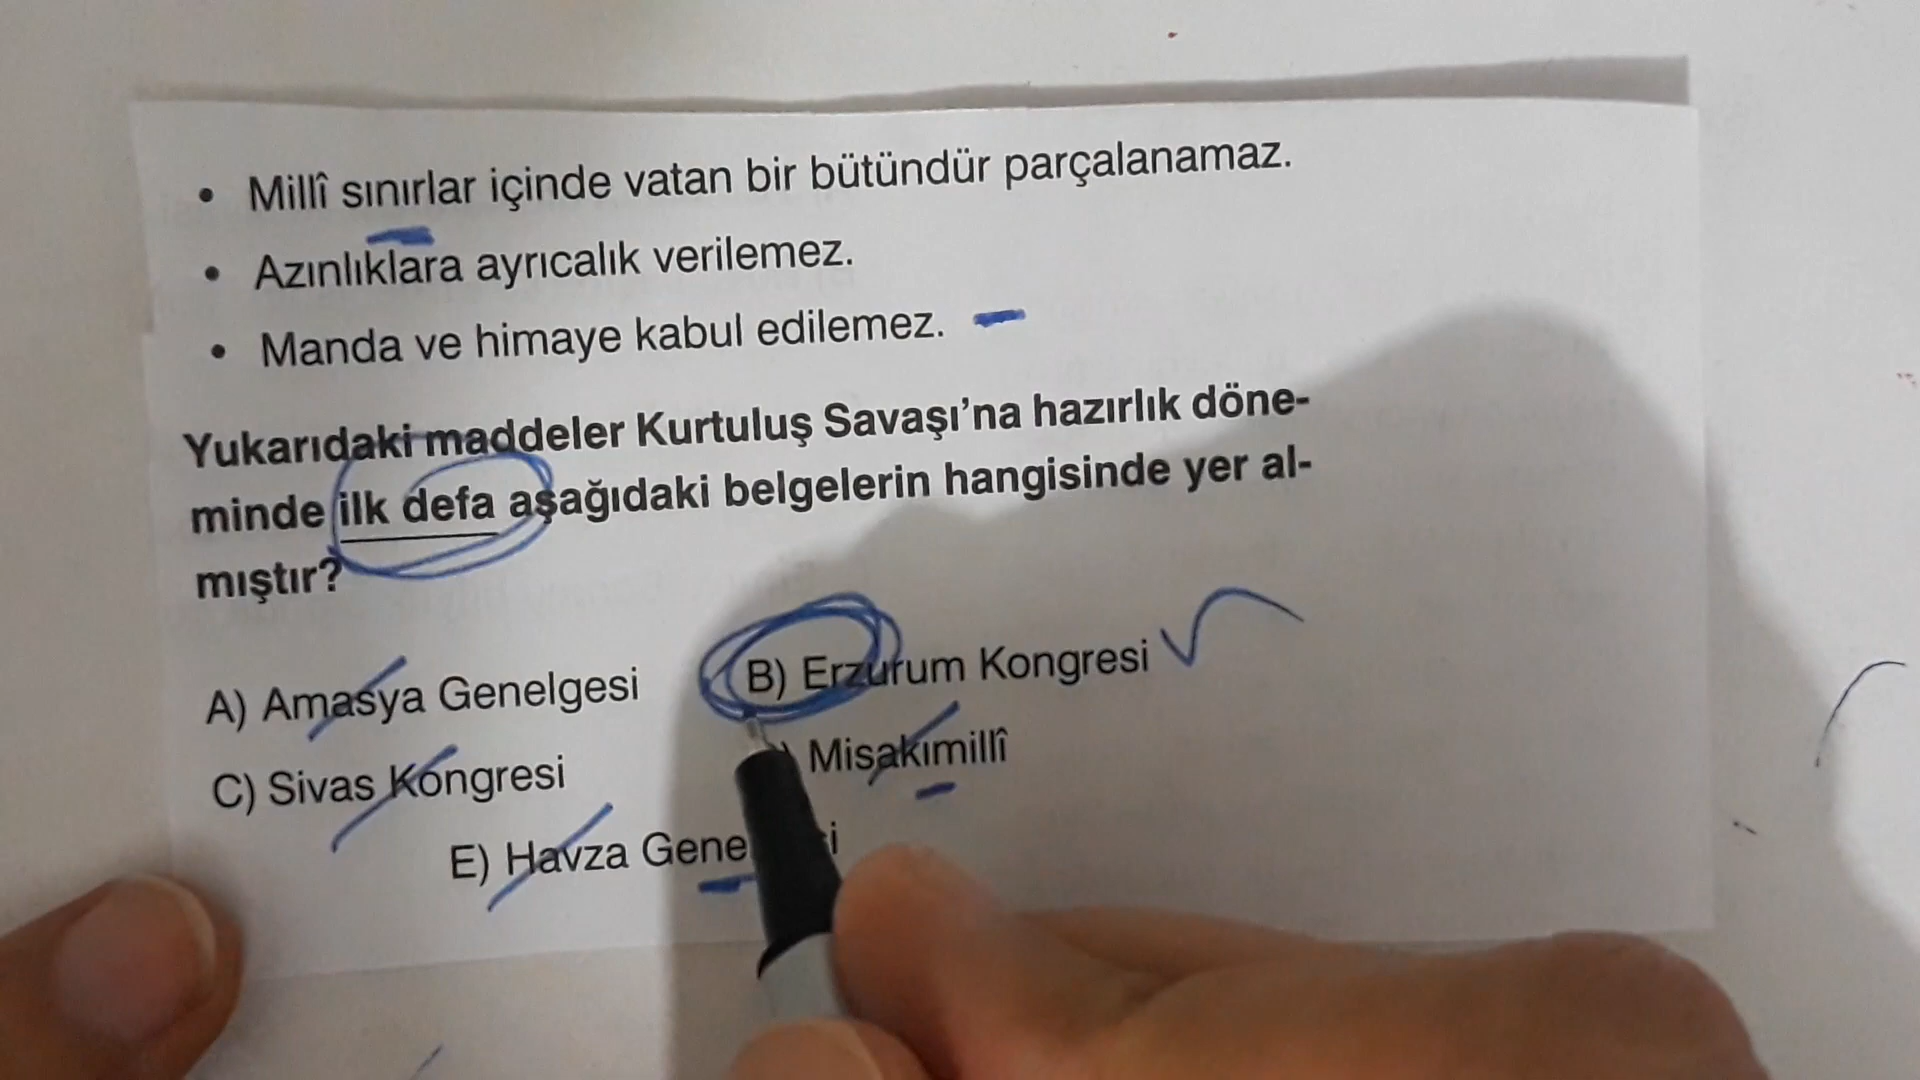 • Millî sınırlar içinde vatan bir bütündür parçalanamaz.
• Azınlıklara ayrıcalık verilemez.
• Manda ve himaye kabul edilemez.
Yukarıdaki maddeler Kurtuluş Savaşı'na hazırlık döne-
minde ilk defa aşağıdaki belgelerin hangisinde yer al-
mıştır?
A) Amasya Genelgesi B) Erzurum Kongresi
C) Sivas Kongresi ) Misakımillî
E) Havza